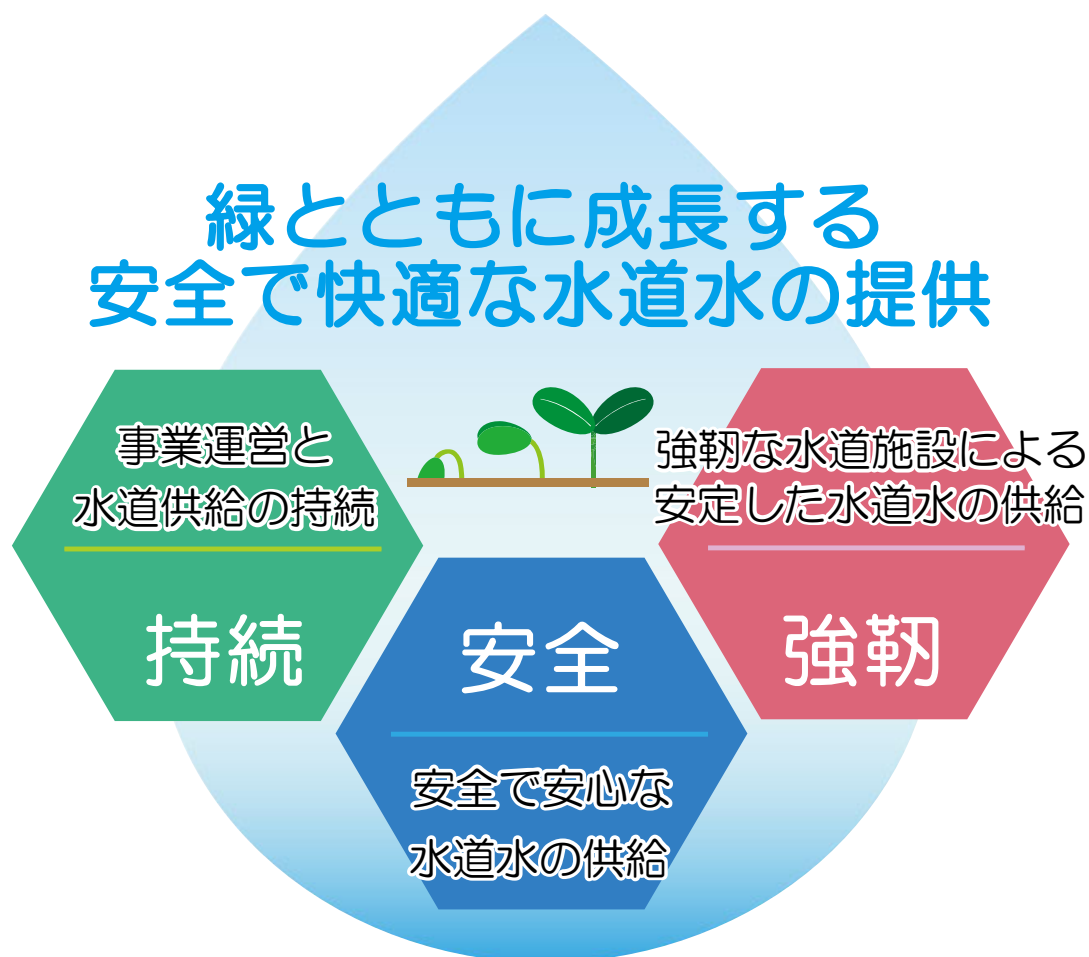 緑とともに成長する
安全で快適な水道水の提供
事業運営と
水道供給の持続
持続
強靭な水道施設による
安定した水道水の供給
強靭
安全
安全で安心な
水道水の供給